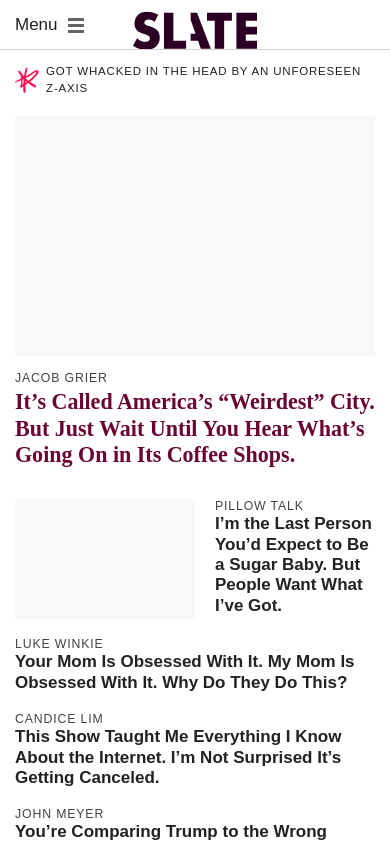 Menu
SLATE
GOT WHACKED IN THE HEAD BY AN UNFORESEEN
Z-AXIS
JACOB GRIER
It’s Called America’s “Weirdest” City.
But Just Wait Until You Hear What’s
Going On in Its Coffee Shops.
PILLOW TALK
I’m the Last Person
You’d Expect to Be
a Sugar Baby. But
People Want What
I’ve Got.
LUKE WINKIE
Your Mom Is Obsessed With It. My Mom Is
Obsessed With It. Why Do They Do This?
CANDICE LIM
This Show Taught Me Everything I Know
About the Internet. I’m Not Surprised It’s
Getting Canceled.
JOHN MEYER
You’re Comparing Trump to the Wrong